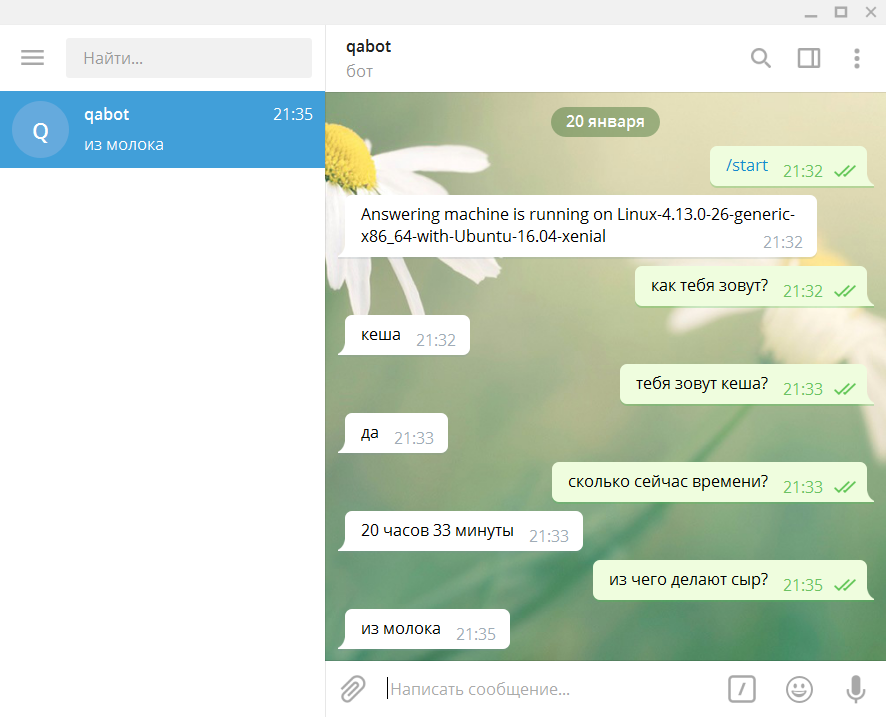 Найти...
qabot
21:35
из молока
Q
qabot
бот
20 января
/start 21:32
Answering machine is running on Linux-4.13.0-26-generic-
x86_64-with-Ubuntu-16.04-xenial
21:32
как тебя зовут? 21:32
кеша 21:32
тебя зовут кеша? 21:33
да 21:33
сколько сейчас времени? 21:33
20 часов 33 минуты 21:33
из чего делают сыр? 21:35
из молока 21:35
Написать сообщение...